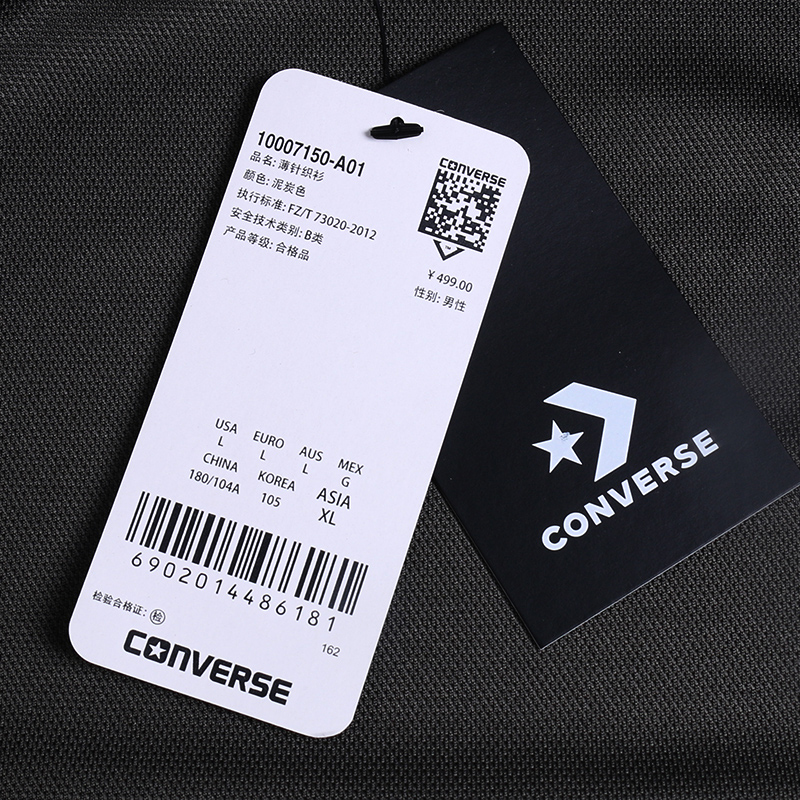 10007150-A01
品名: 薄针织衫
颜色: 泥炭色
执行标准: FZ/T 73020-2012
安全技术类别: B类
产品等级: 合格品
CONVERSE
¥ 499.00
性别: 男性
USA EURO AUS MEX
L L L G
CHINA KOREA ASIA
180/104A 105 XL
6902014486181
检验合格证: 检
162
CONVERSE
CONVERSE